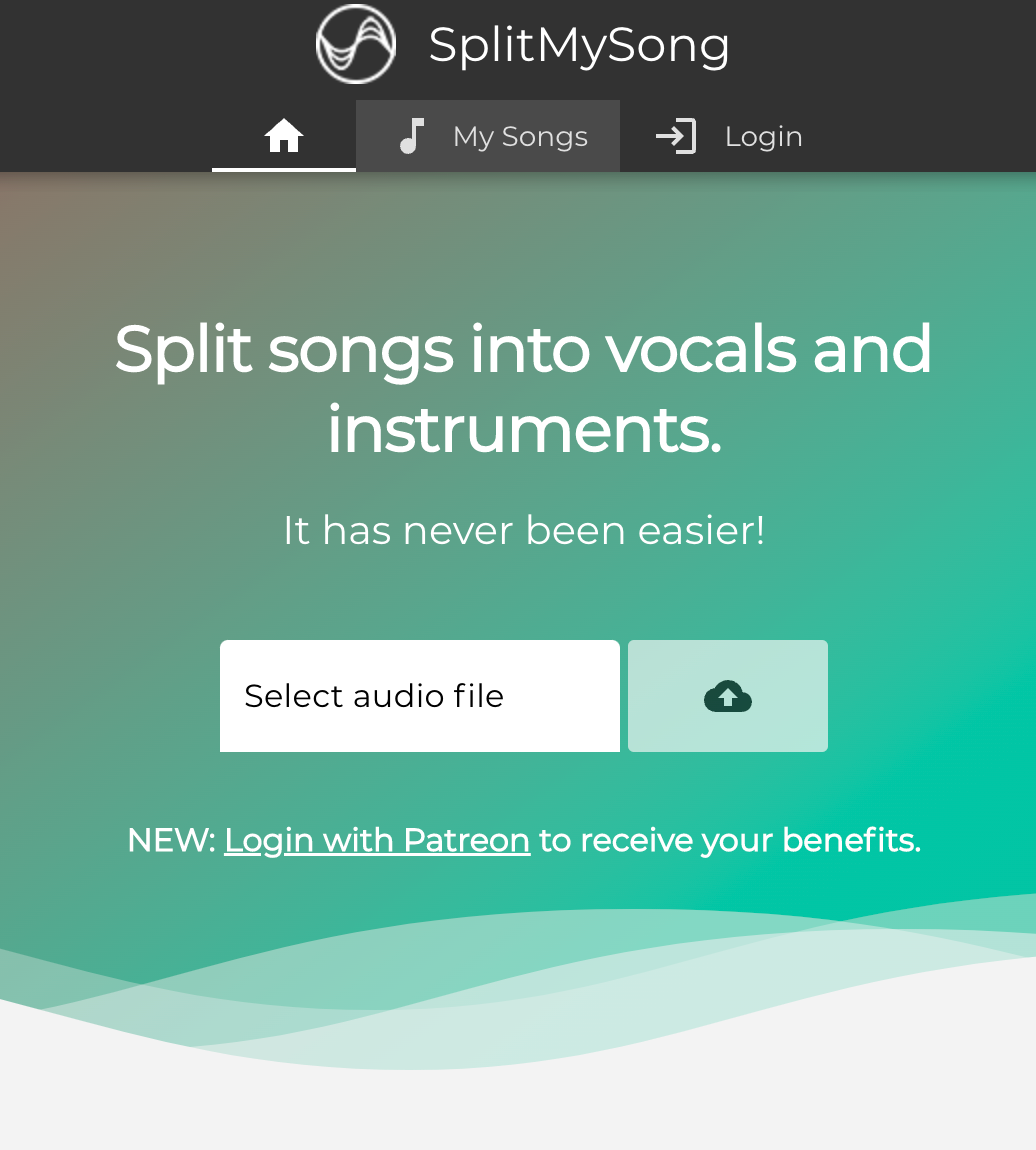 SplitMySong
My Songs
Login
Split songs into vocals and
instruments.
It has never been easier!
Select audio file
NEW: Login with Patreon to receive your benefits.